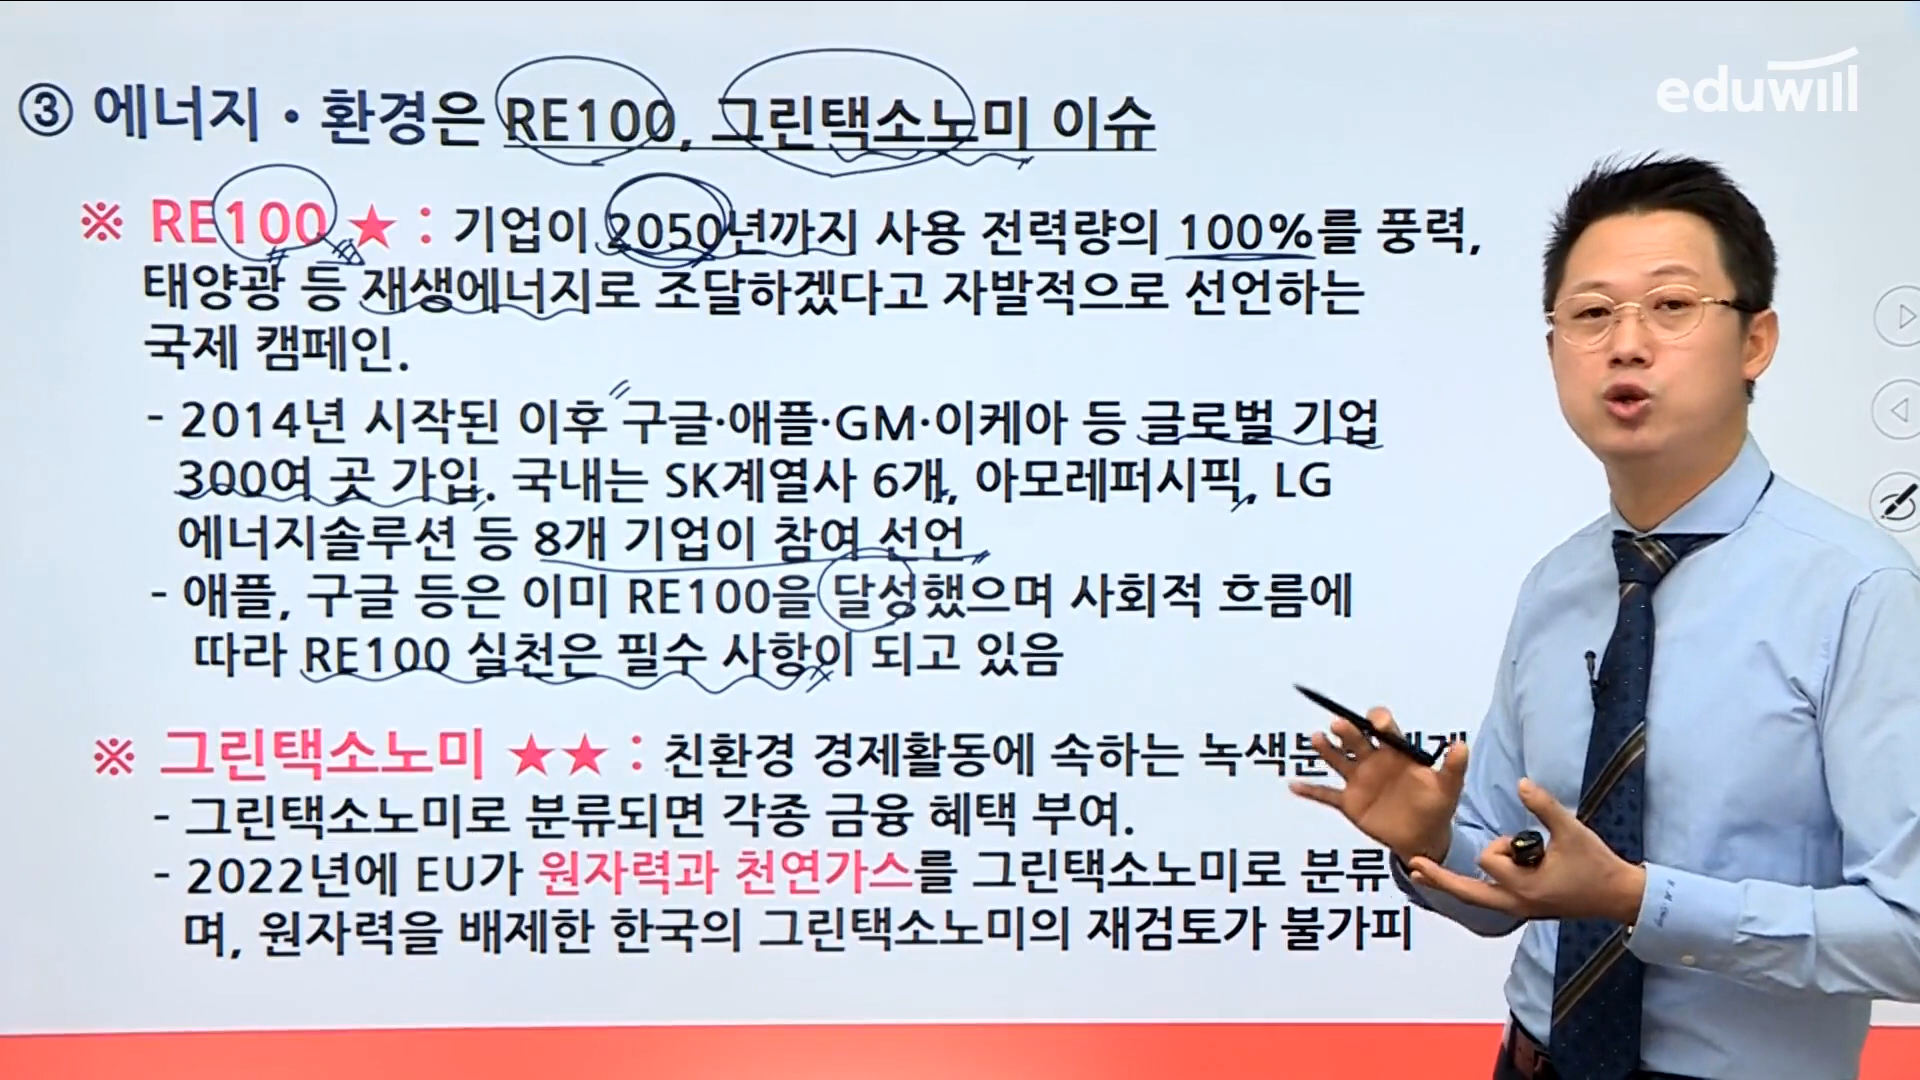 eduwill
③ 에너지・환경은 RE100, 그린택소노미 이슈
※ RE100 ★ : 기업이 2050년까지 사용 전력량의 100%를 풍력,
태양광 등 재생에너지로 조달하겠다고 자발적으로 선언하는
국제 캠페인.
- 2014년 시작된 이후 구글·애플·GM·이케아 등 글로벌 기업
300여 곳 가입. 국내는 SK계열사 6개, 아모레퍼시픽, LG
에너지솔루션 등 8개 기업이 참여 선언
- 애플, 구글 등은 이미 RE100을 달성했으며 사회적 흐름에
따라 RE100 실천은 필수 사항이 되고 있음
※ 그린택소노미 ★★ : 친환경 경제활동에 속하는
- 그린택소노미로 분류되면 각종 금융 혜택 부여.
- 2022년에 EU가 원자력과 천연가스를 그린택소노미로 분류
며, 원자력을 배제한 한국의 그린택소노미의 재검토가 불가피